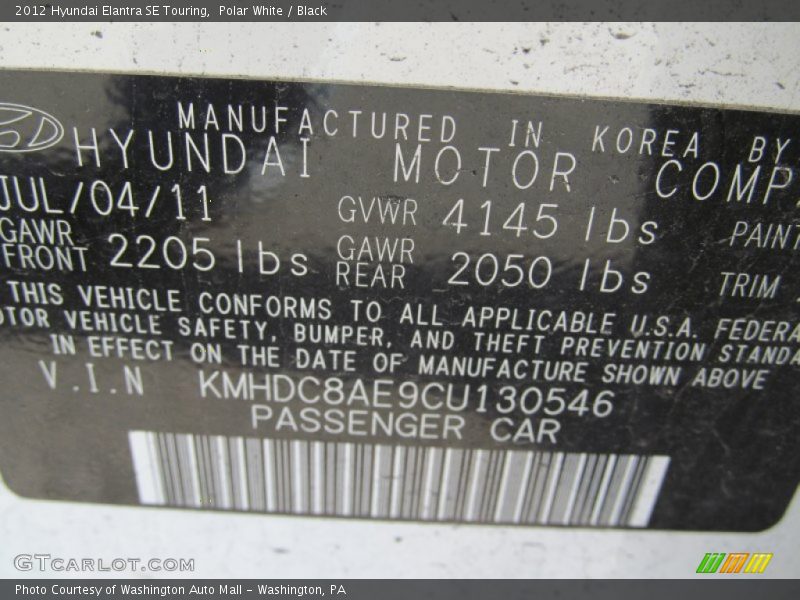 2012 Hyundai Elantra SE Touring, Polar White / Black
MANUFACTURED IN KOREA BY
HYUNDAI MOTOR COMP
JUL/04/11 GVWR 4145 lbs PAINT
GAWR FRONT 2205 lbs GAWR REAR 2050 lbs TRIM
THIS VEHICLE CONFORMS TO ALL APPLICABLE U.S.A. FEDERA
OTOR VEHICLE SAFETY, BUMPER, AND THEFT PREVENTION STANDA
IN EFFECT ON THE DATE OF MANUFACTURE SHOWN ABOVE
V.I.N KMHDC8AE9CU130546
PASSENGER CAR
GTCARLOT.COM
Photo Courtesy of Washington Auto Mall - Washington, PA